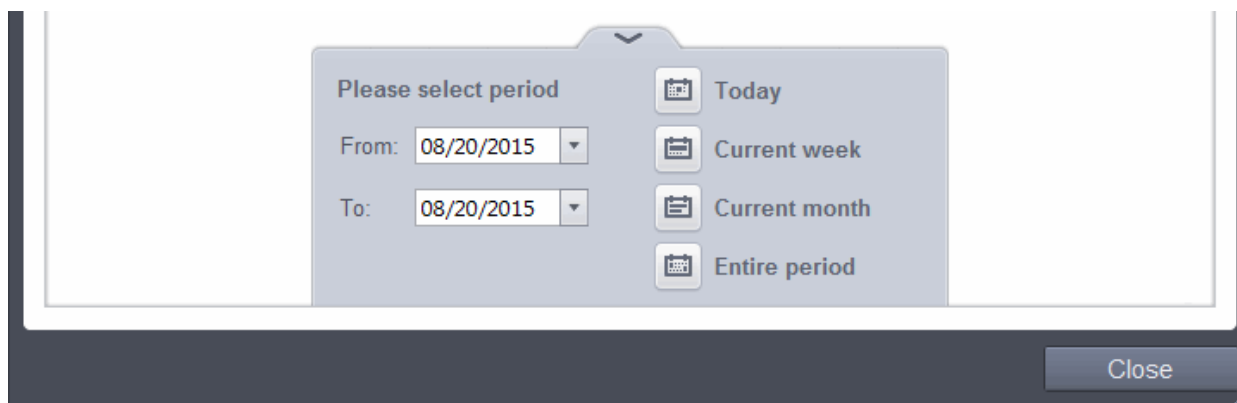 Please select period
From: 08/20/2015
To: 08/20/2015
Today
Current week
Current month
Entire period
Close